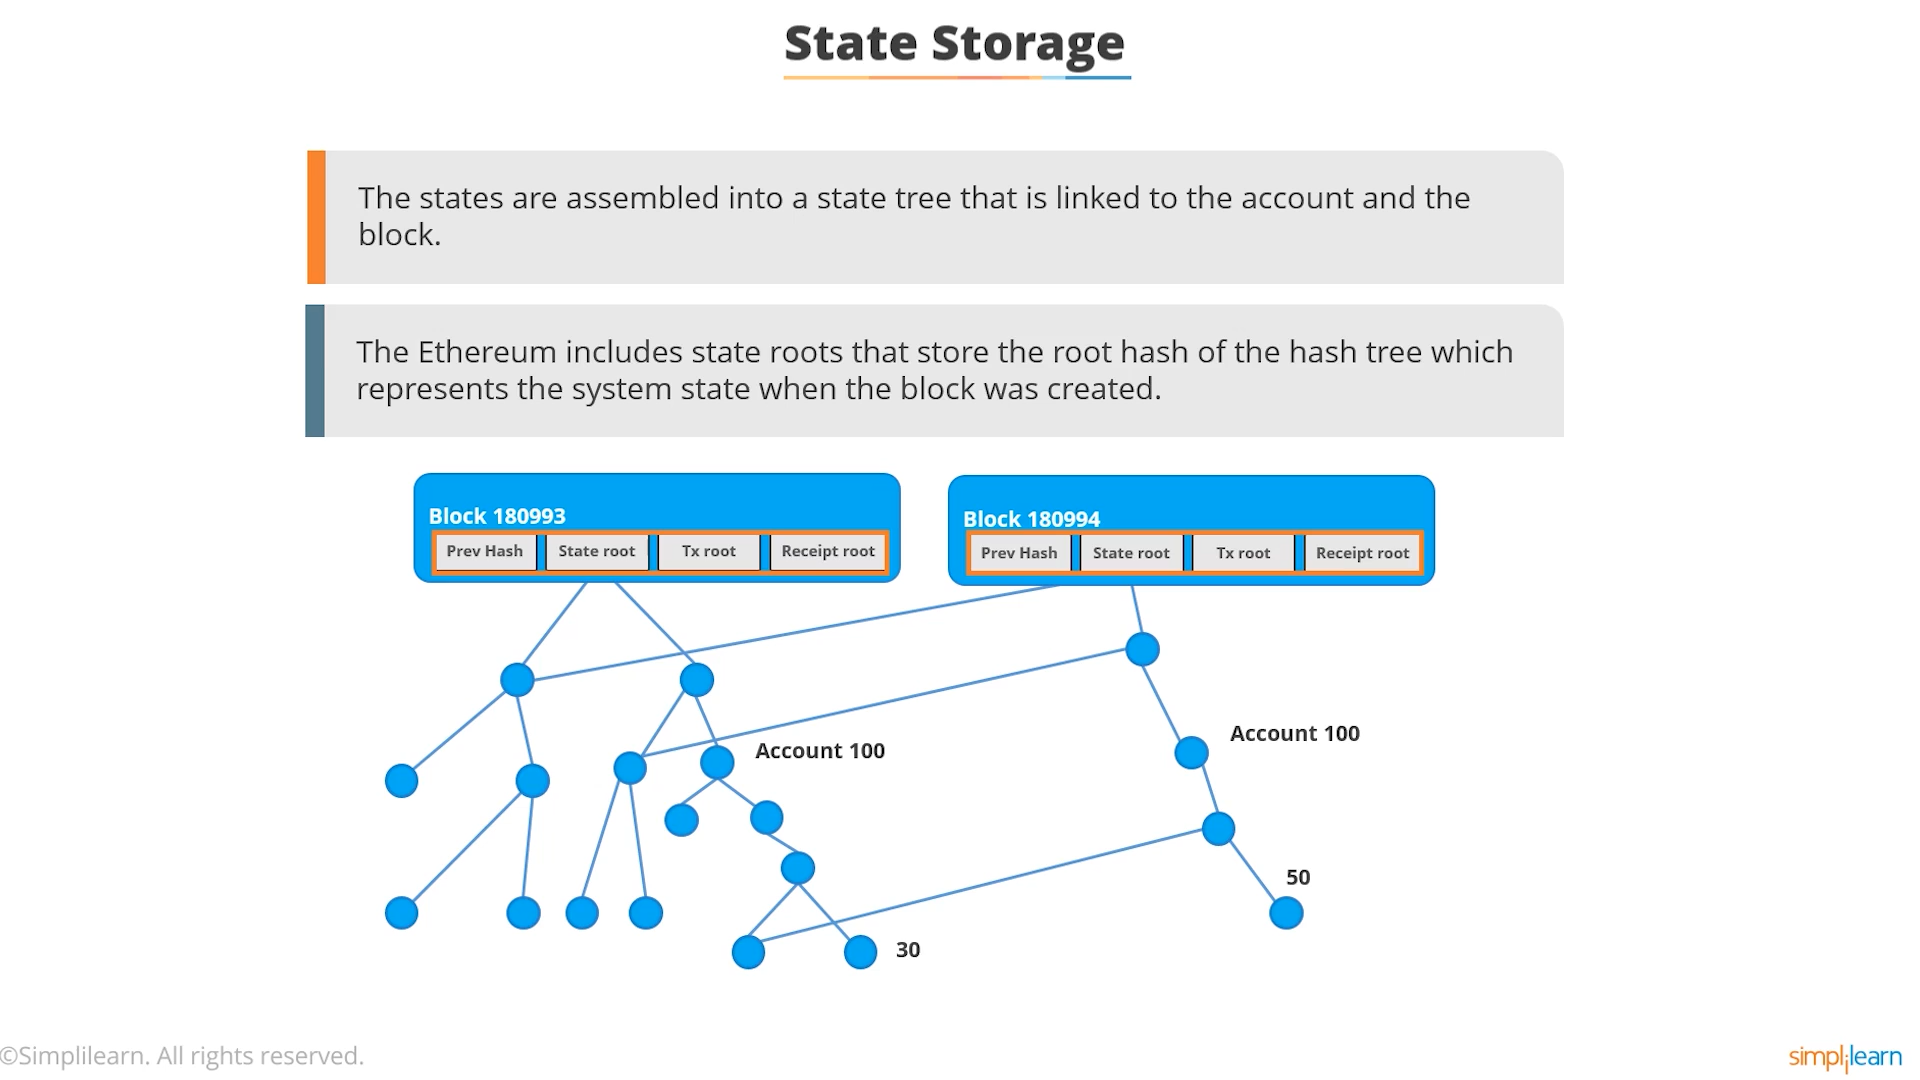 State Storage
The states are assembled into a state tree that is linked to the account and the
block.
The Ethereum includes state roots that store the root hash of the hash tree which
represents the system state when the block was created.
Block 180993
Prev Hash State root Tx root Receipt root
Block 180994
Prev Hash State root Tx root Receipt root
Account 100
Account 100
50
30
©Simplilearn. All rights reserved.
simplilearn